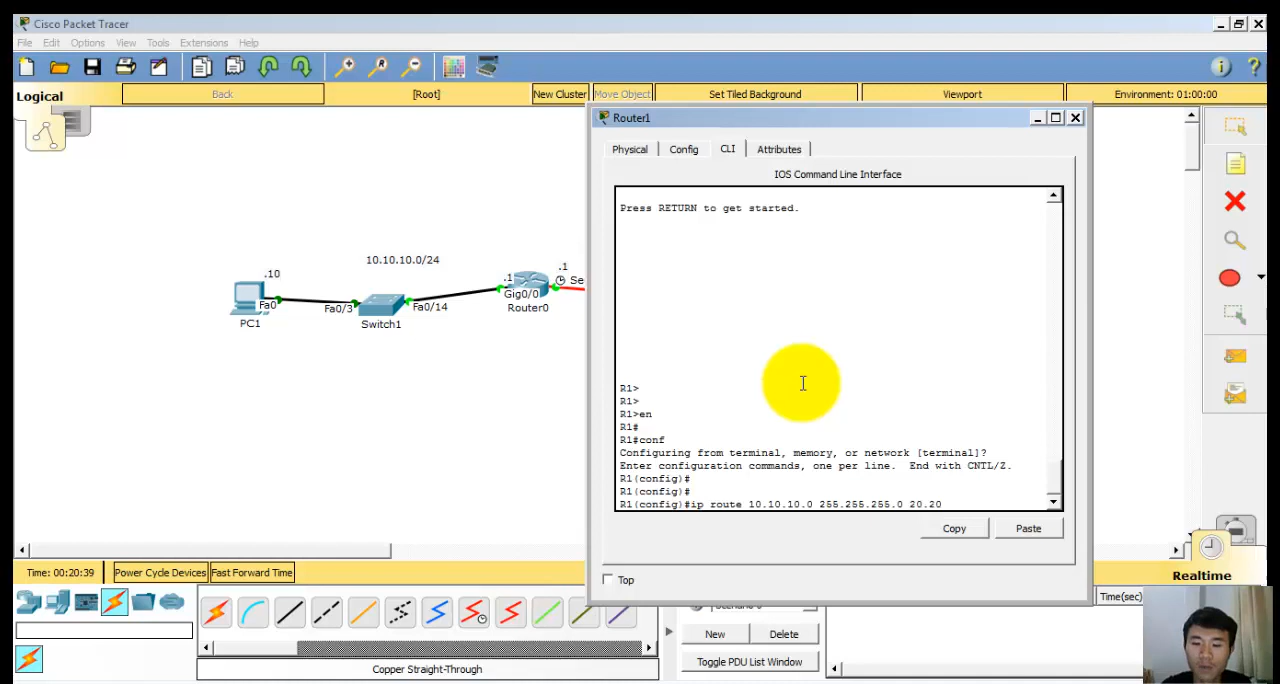 Cisco Packet Tracer
File Edit Options View Tools Extensions Help
Logical
Back
[Root]
New Cluster
Move Object
Set Tiled Background
Viewport
Environment: 01:00:00
Router1
Physical Config CLI Attributes
IOS Command Line Interface
Press RETURN to get started.
R1>
R1>
R1>en
R1#
R1#conf
Configuring from terminal, memory, or network [terminal]?
Enter configuration commands, one per line. End with CNTL/Z.
R1(config)#
R1(config)#
R1(config)#ip route 10.10.10.0 255.255.255.0 20.20
Copy
Paste
Top
10.10.10.0/24
.10
Fa0
PC1
Fa0/3
Switch1
Fa0/14
.1
Gig0/0
Router0
.1
Se
Time: 00:20:39
Power Cycle Devices
Fast Forward Time
Realtime
Copper Straight-Through
New
Delete
Toggle PDU List Window
Time(sec)